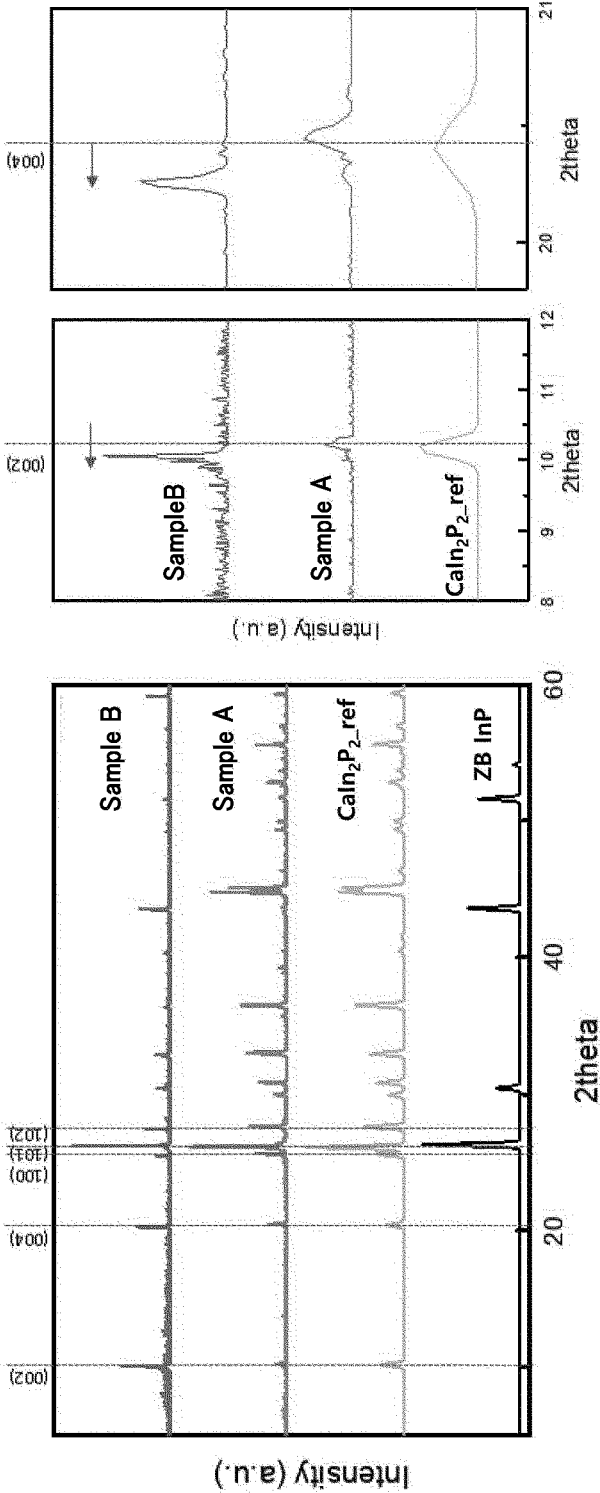 (002)
(004)
(100)
(101)
(102)
Sample B
Sample A
CaIn₂P₂_ref
ZB InP
20
40
60
2theta
Intensity (a.u.)
(002)
SampleB
Sample A
CaIn₂P₂_ref
8
9
10
11
12
2theta
Intensity (a.u.)
(004)
20
21
2theta